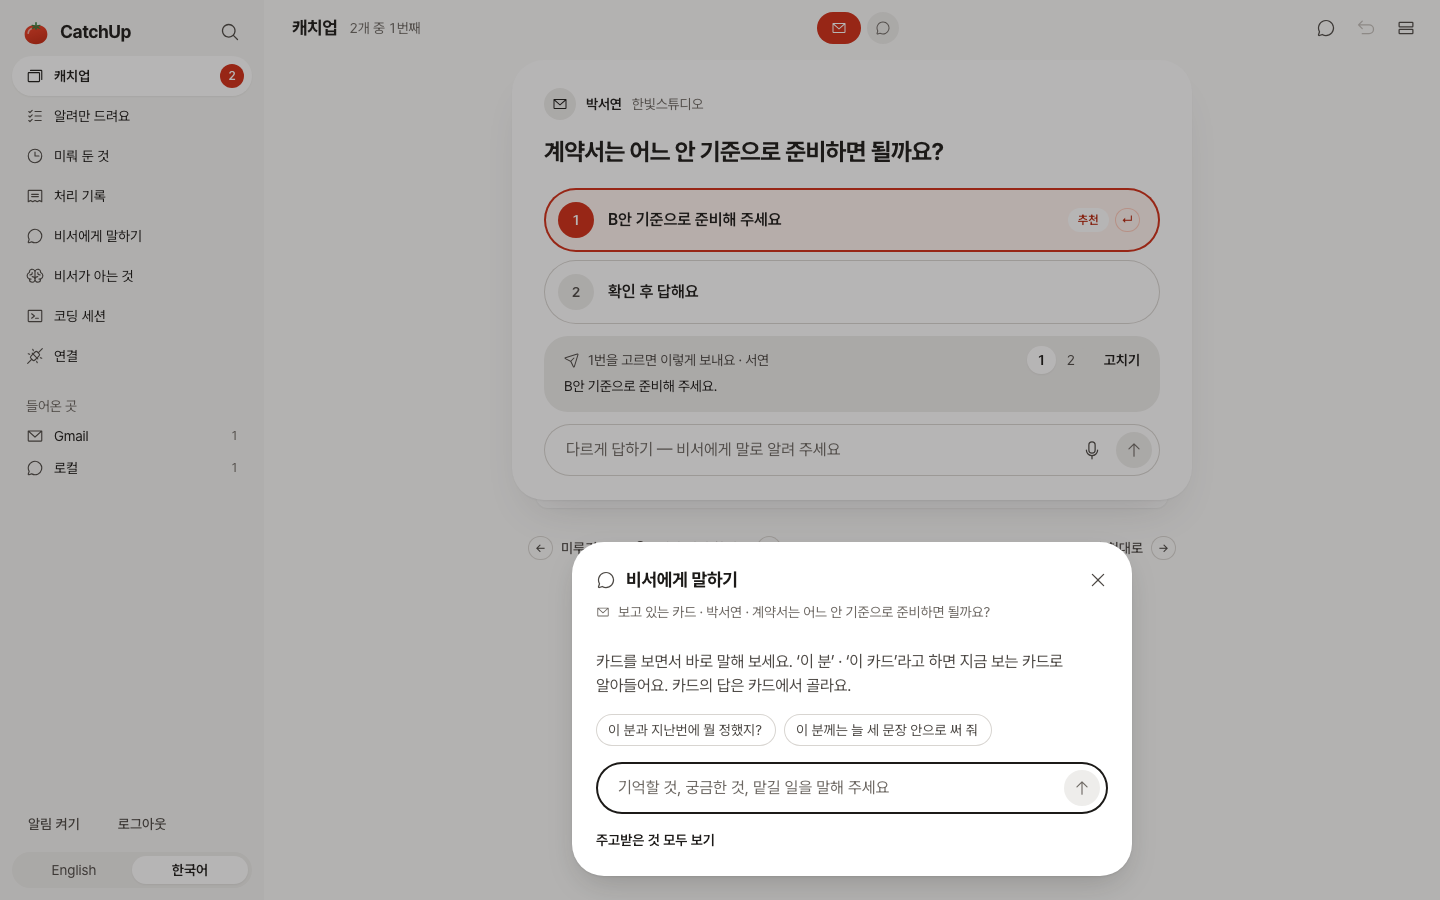 CatchUp
캐치업
2
알려만 드려요
미뤄 둔 것
처리 기록
비서에게 말하기
비서가 아는 것
코딩 세션
연결
들어온 곳
Gmail
1
로컬
1
알림 켜기
로그아웃
English
한국어
캐치업
2개 중 1번째
박서연
한빛스튜디오
계약서는 어느 안 기준으로 준비하면 될까요?
1
B안 기준으로 준비해 주세요
추천
2
확인 후 답해요
1번을 고르면 이렇게 보내요 · 서연
1
2
고치기
B안 기준으로 준비해 주세요.
다르게 답하기 — 비서에게 말로 알려 주세요
비서에게 말하기
보고 있는 카드 · 박서연 · 계약서는 어느 안 기준으로 준비하면 될까요?
카드를 보면서 바로 말해 보세요. ‘이 분’ · ‘이 카드’라고 하면 지금 보는 카드로
알아들어요. 카드의 답은 카드에서 골라요.
이 분과 지난번에 뭘 정했지?
이 분께는 늘 세 문장 안으로 써 줘
기억할 것, 궁금한 것, 맡길 일을 말해 주세요
주고받은 것 모두 보기